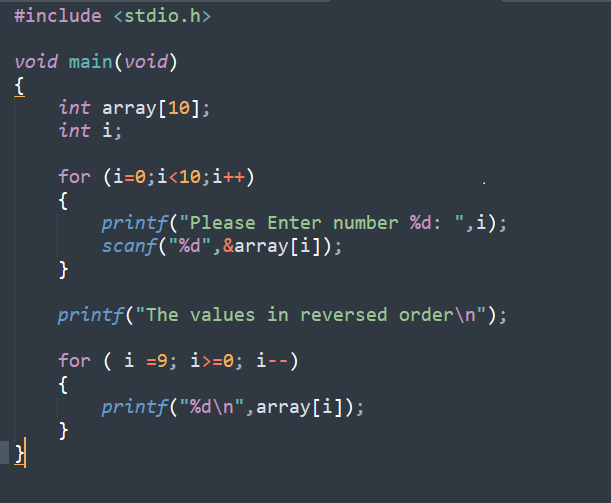 #include <stdio.h>
void main(void)
{
int array[10];
int i;
for (i=0;i<10;i++)
{
printf("Please Enter number %d: ",i);
scanf("%d",&array[i]);
}
printf("The values in reversed order\n");
for ( i =9; i>=0; i--)
{
printf("%d\n",array[i]);
}
}